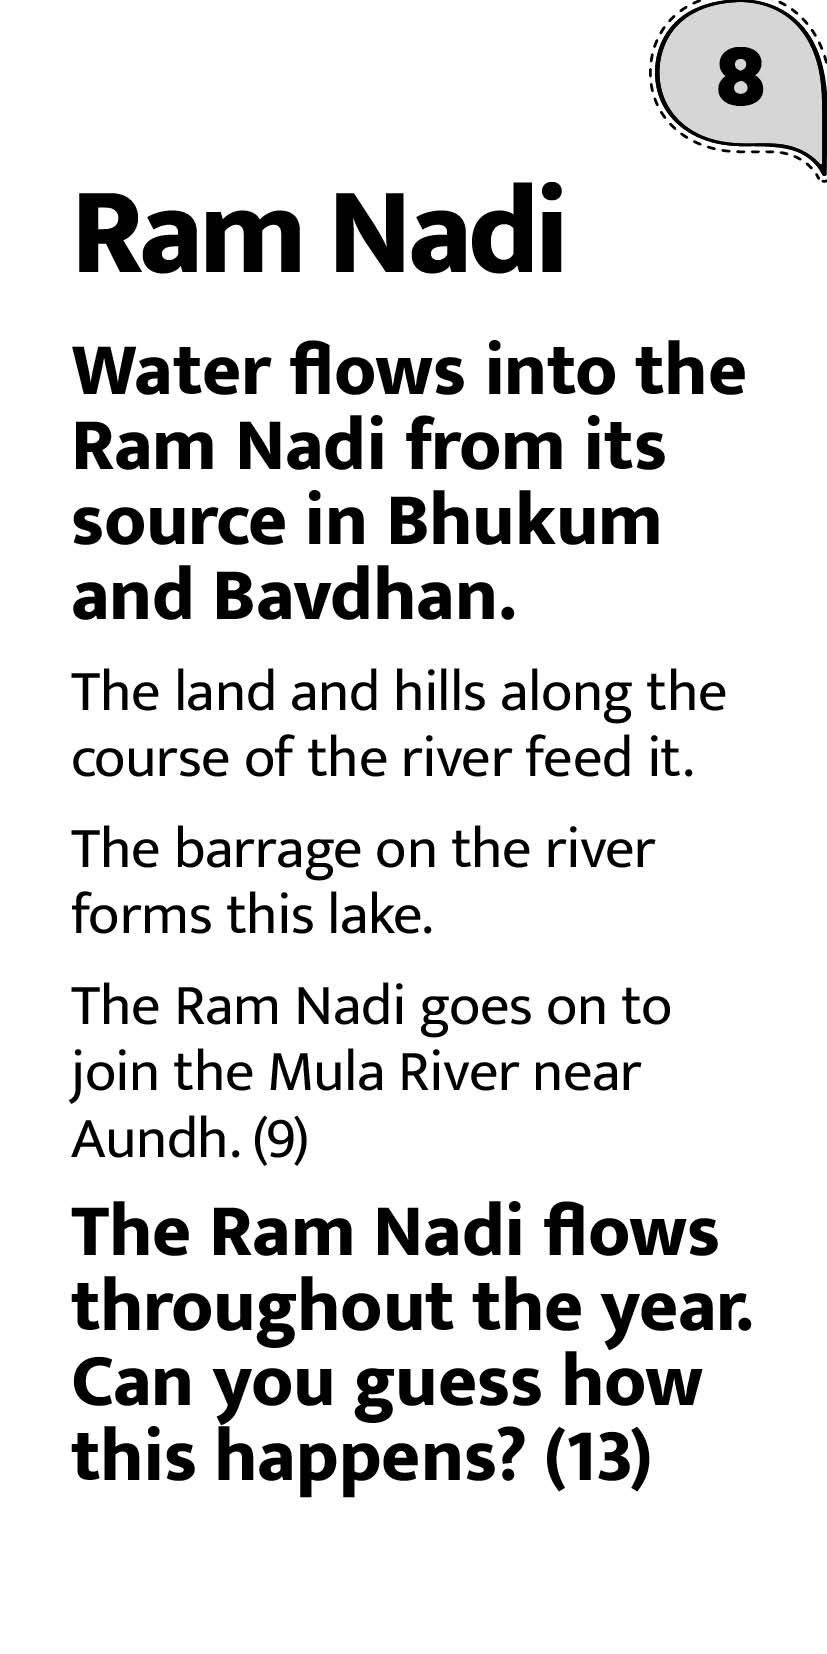 8
Ram Nadi
Water flows into the
Ram Nadi from its
source in Bhukum
and Bavdhan.
The land and hills along the
course of the river feed it.
The barrage on the river
forms this lake.
The Ram Nadi goes on to
join the Mula River near
Aundh. (9)
The Ram Nadi flows
throughout the year.
Can you guess how
this happens? (13)